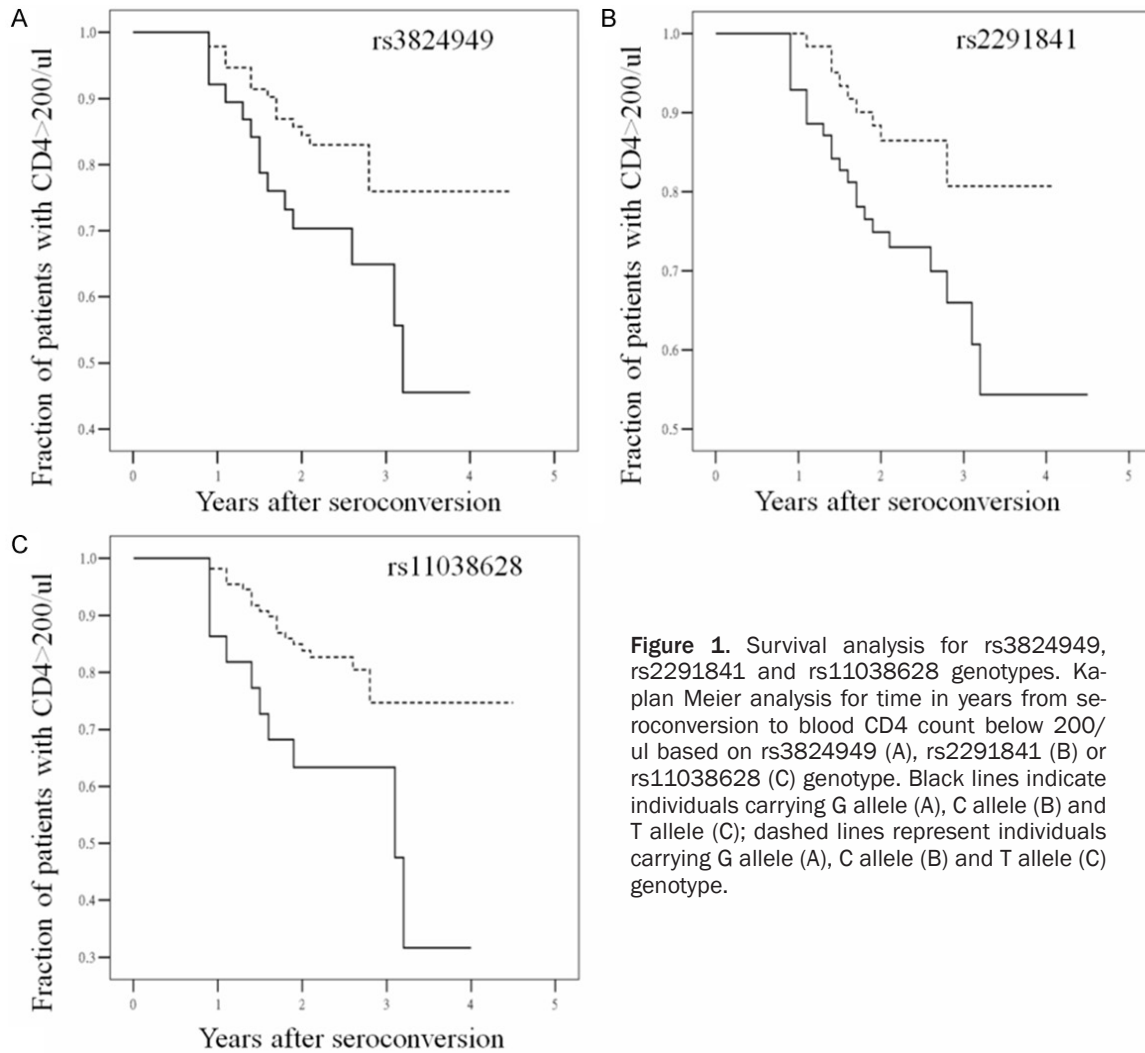 A
rs3824949
Fraction of patients with CD4>200/ul
1.0
0.9
0.8
0.7
0.6
0.5
0.4
0 1 2 3 4 5
Years after seroconversion
B
rs2291841
Fraction of patients with CD4>200/ul
1.0
0.9
0.8
0.7
0.6
0.5
0 1 2 3 4 5
Years after seroconversion
C
rs11038628
Fraction of patients with CD4>200/ul
1.0
0.9
0.8
0.7
0.6
0.5
0.4
0.3
0 1 2 3 4 5
Years after seroconversion
Figure 1. Survival analysis for rs3824949,
rs2291841 and rs11038628 genotypes. Ka-
plan Meier analysis for time in years from se-
roconversion to blood CD4 count below 200/
ul based on rs3824949 (A), rs2291841 (B) or
rs11038628 (C) genotype. Black lines indicate
individuals carrying G allele (A), C allele (B) and
T allele (C); dashed lines represent individuals
carrying G allele (A), C allele (B) and T allele (C)
genotype.